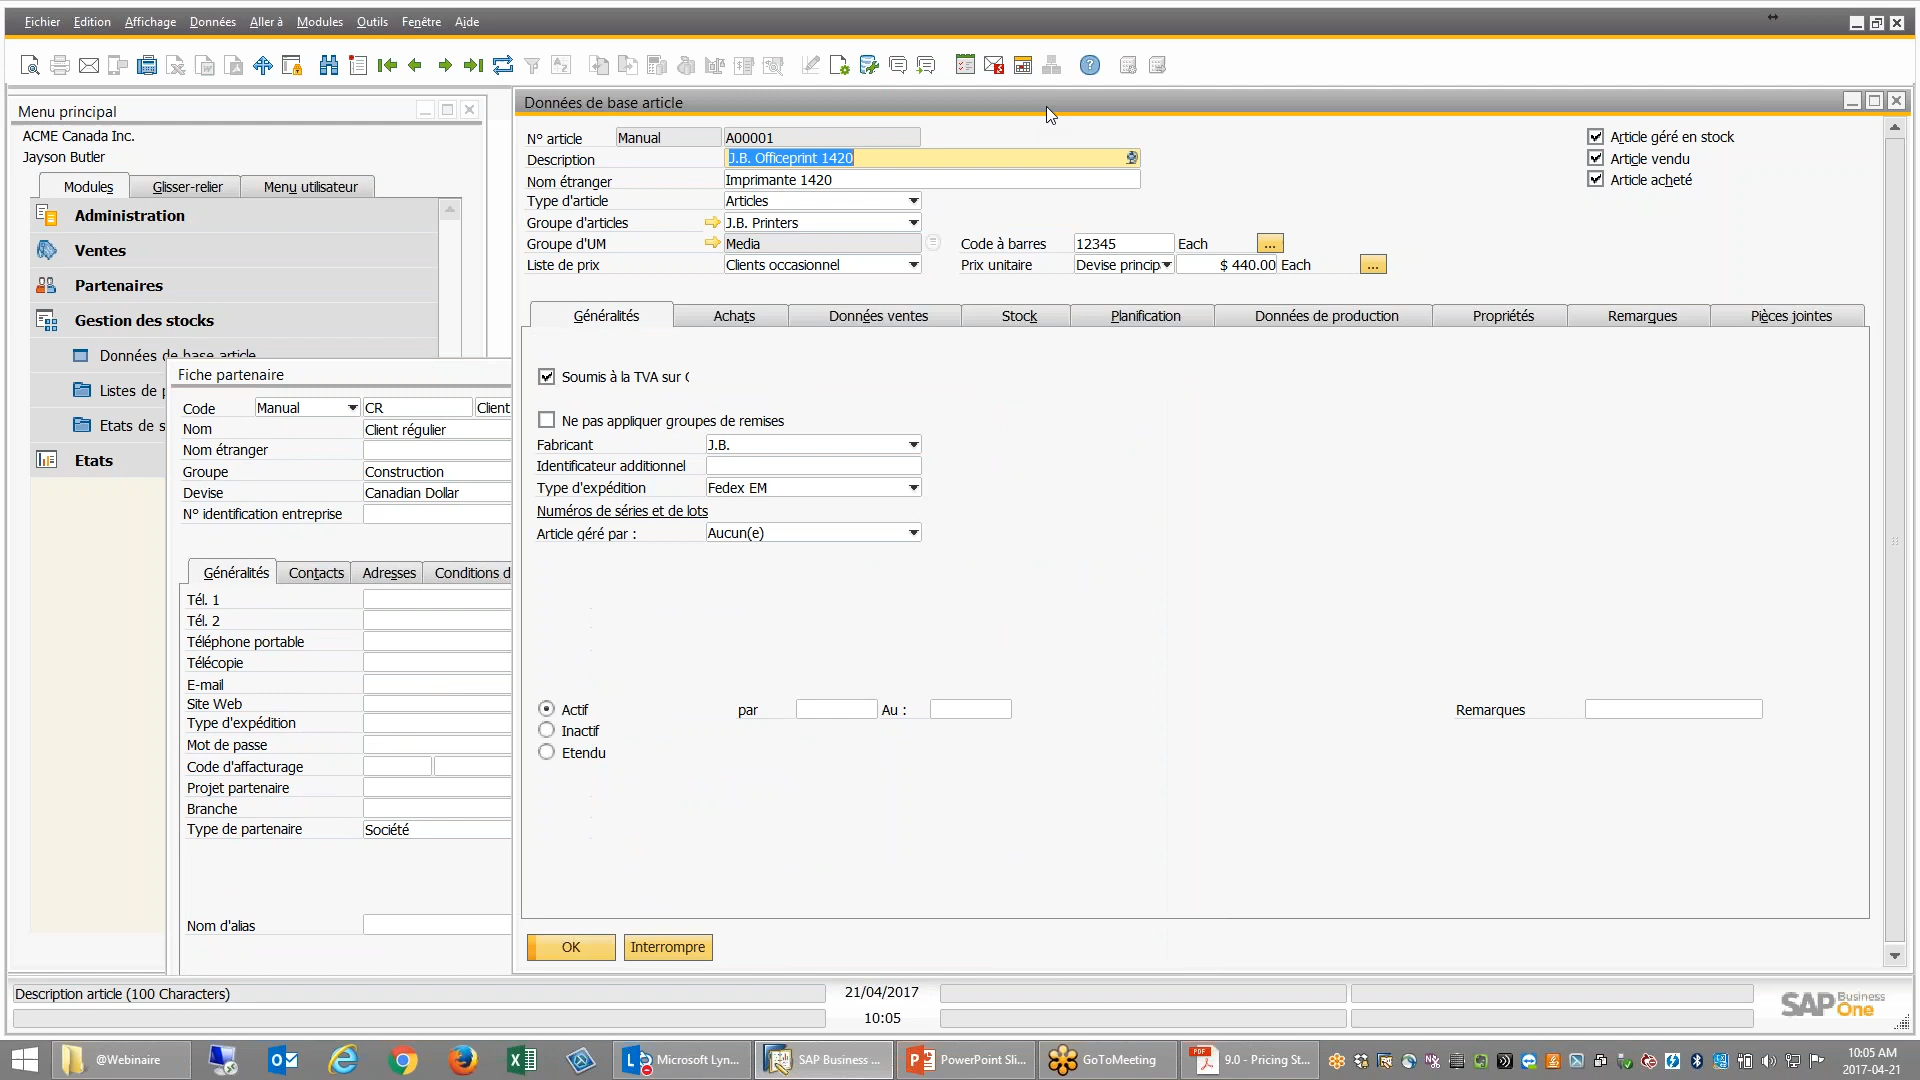 Fichier Edition Affichage Données Aller à Modules Outils Fenêtre Aide
Menu principal
ACME Canada Inc.
Jayson Butler
Modules Glisser-relier Menu utilisateur
Administration
Ventes
Partenaires
Gestion des stocks
Données de base article
Listes de p
Etats de s
Etats
Fiche partenaire
Code Manual CR Client
Nom Client régulier
Nom étranger
Groupe Construction
Devise Canadian Dollar
N° identification entreprise
Généralités Contacts Adresses Conditions d
Tél. 1
Tél. 2
Téléphone portable
Télécopie
E-mail
Site Web
Type d'expédition
Mot de passe
Code d'affacturage
Projet partenaire
Branche
Type de partenaire Société
Nom d'alias
Données de base article
N° article Manual A00001
Description J.B. Officeprint 1420
Nom étranger Imprimante 1420
Type d'article Articles
Groupe d'articles J.B. Printers
Groupe d'UM Media Code à barres 12345 Each ...
Liste de prix Clients occasionnel Prix unitaire Devise princip $ 440.00 Each ...
Article géré en stock
Article vendu
Article acheté
Généralités Achats Données ventes Stock Planification Données de production Propriétés Remarques Pièces jointes
Soumis à la TVA sur C
Ne pas appliquer groupes de remises
Fabricant J.B.
Identificateur additionnel
Type d'expédition Fedex EM
Numéros de séries et de lots
Article géré par : Aucun(e)
Actif par Au : Remarques
Inactif
Etendu
OK Interrompre
Description article (100 Characters) 21/04/2017
10:05
SAP Business One
@Webinaire Microsoft Lyn... SAP Business ... PowerPoint Sli... GoToMeeting 9.0 - Pricing St... 10:05 AM
2017-04-21